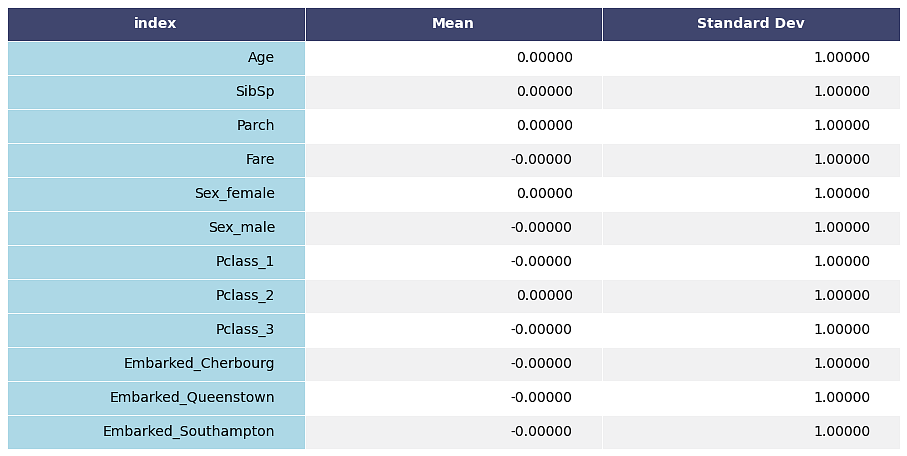 index Mean Standard Dev
Age 0.00000 1.00000
SibSp 0.00000 1.00000
Parch 0.00000 1.00000
Fare -0.00000 1.00000
Sex_female 0.00000 1.00000
Sex_male -0.00000 1.00000
Pclass_1 -0.00000 1.00000
Pclass_2 0.00000 1.00000
Pclass_3 -0.00000 1.00000
Embarked_Cherbourg -0.00000 1.00000
Embarked_Queenstown -0.00000 1.00000
Embarked_Southampton -0.00000 1.00000